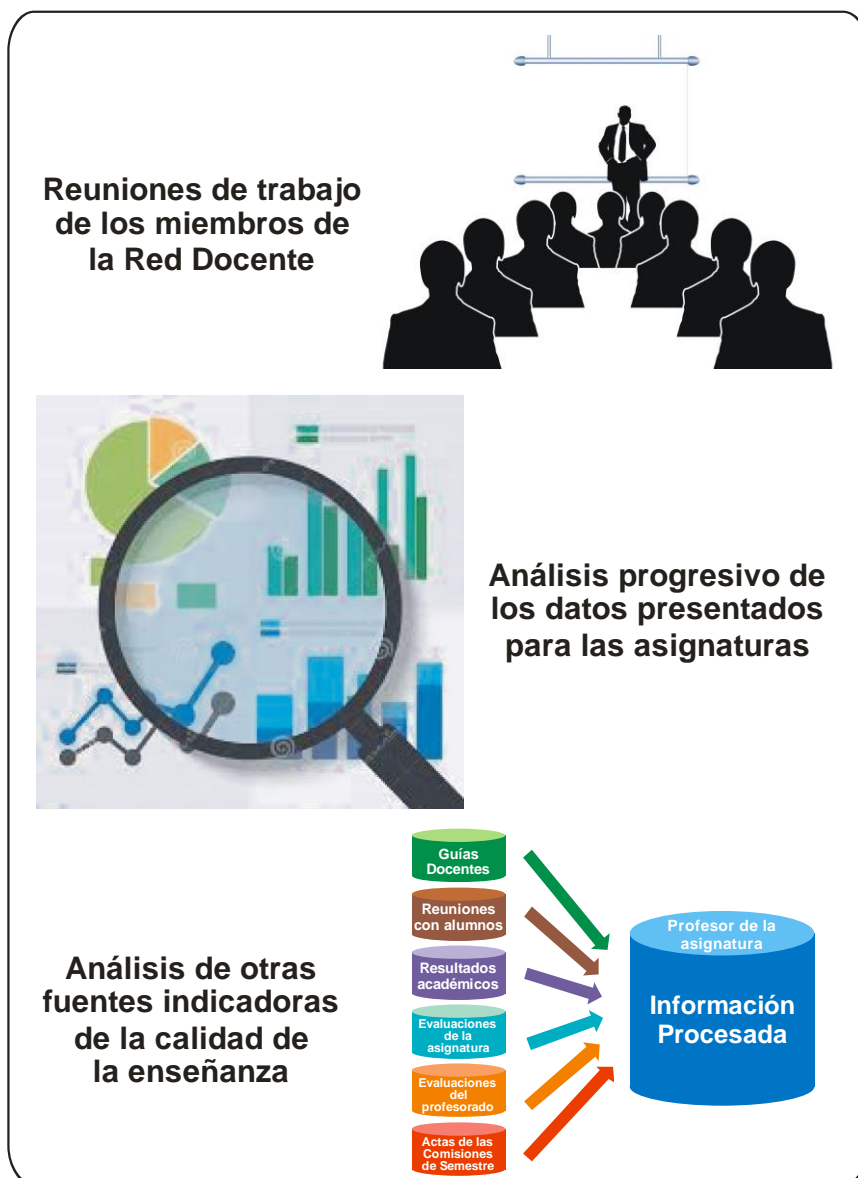 Reuniones de trabajo
de los miembros de
la Red Docente
Análisis progresivo de
los datos presentados
para las asignaturas
Análisis de otras
fuentes indicadoras
de la calidad de
la enseñanza
Guías
Docentes
Reuniones
con alumnos
Resultados
académicos
Evaluaciones
de la
asignatura
Evaluaciones
del
profesorado
Actas de las
Comisiones
de Semestre
Profesor de la
asignatura
Información
Procesada